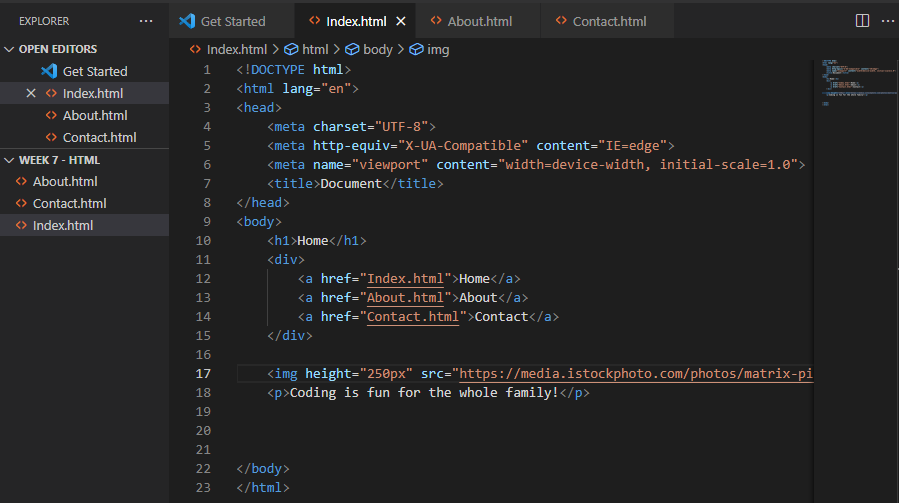 EXPLORER
OPEN EDITORS
Get Started
Index.html
About.html
Contact.html
WEEK 7 - HTML
About.html
Contact.html
Index.html
Get Started Index.html About.html Contact.html
Index.html > html > body > img
1 <!DOCTYPE html>
2 <html lang="en">
3 <head>
4 <meta charset="UTF-8">
5 <meta http-equiv="X-UA-Compatible" content="IE=edge">
6 <meta name="viewport" content="width=device-width, initial-scale=1.0">
7 <title>Document</title>
8 </head>
9 <body>
10 <h1>Home</h1>
11 <div>
12 <a href="Index.html">Home</a>
13 <a href="About.html">About</a>
14 <a href="Contact.html">Contact</a>
15 </div>
16
17 <img height="250px" src="https://media.istockphoto.com/photos/matrix-pi
18 <p>Coding is fun for the whole family!</p>
19
20
21
22 </body>
23 </html>